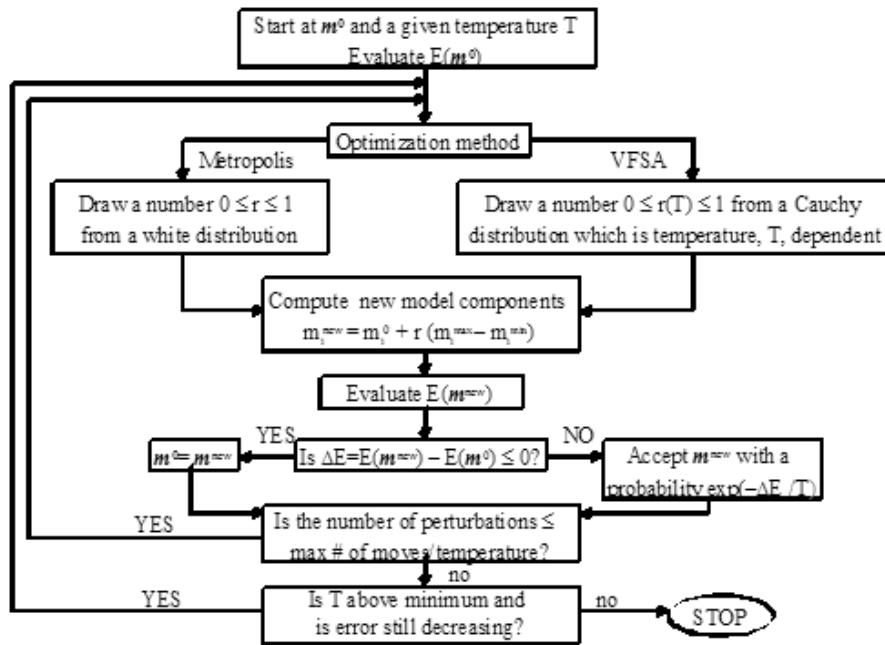 Start at m⁰ and a given temperature T
Evaluate E(m⁰)
Optimization method
Metropolis
VFSA
Draw a number 0 ≤ r ≤ 1
from a white distribution
Draw a number 0 ≤ r(T) ≤ 1 from a Cauchy
distribution which is temperature, T, dependent
Compute new model components
mᵢⁿᵉʷ = mᵢ⁰ + r (mᵢᵐᵃˣ – mᵢᵐⁱⁿ)
Evaluate E(mⁿᵉʷ)
YES
NO
m⁰= mⁿᵉʷ
Is ΔE=E(mⁿᵉʷ) – E(m⁰) ≤ 0?
Accept mⁿᵉʷ with a
probability exp(–ΔE /T)
YES
Is the number of perturbations ≤
max # of moves/temperature?
no
YES
Is T above minimum and
is error still decreasing?
no
STOP